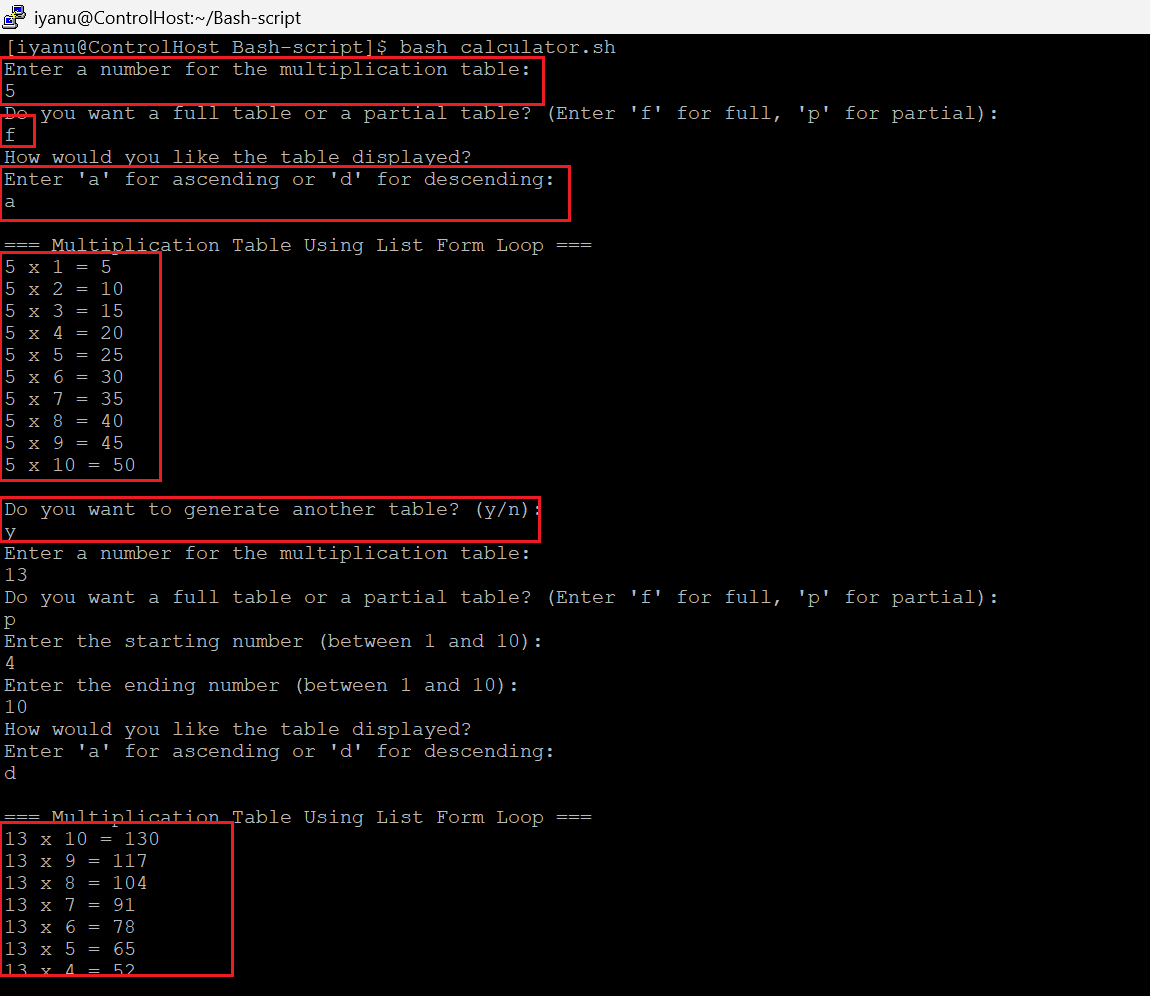 iyanu@ControlHost:~/Bash-script
[iyanu@ControlHost Bash-script]$ bash calculator.sh
Enter a number for the multiplication table:
5
Do you want a full table or a partial table? (Enter 'f' for full, 'p' for partial):
f
How would you like the table displayed?
Enter 'a' for ascending or 'd' for descending:
a
=== Multiplication Table Using List Form Loop ===
5 x 1 = 5
5 x 2 = 10
5 x 3 = 15
5 x 4 = 20
5 x 5 = 25
5 x 6 = 30
5 x 7 = 35
5 x 8 = 40
5 x 9 = 45
5 x 10 = 50
Do you want to generate another table? (y/n):
y
Enter a number for the multiplication table:
13
Do you want a full table or a partial table? (Enter 'f' for full, 'p' for partial):
p
Enter the starting number (between 1 and 10):
4
Enter the ending number (between 1 and 10):
10
How would you like the table displayed?
Enter 'a' for ascending or 'd' for descending:
d
=== Multiplication Table Using List Form Loop ===
13 x 10 = 130
13 x 9 = 117
13 x 8 = 104
13 x 7 = 91
13 x 6 = 78
13 x 5 = 65
13 x 4 = 52